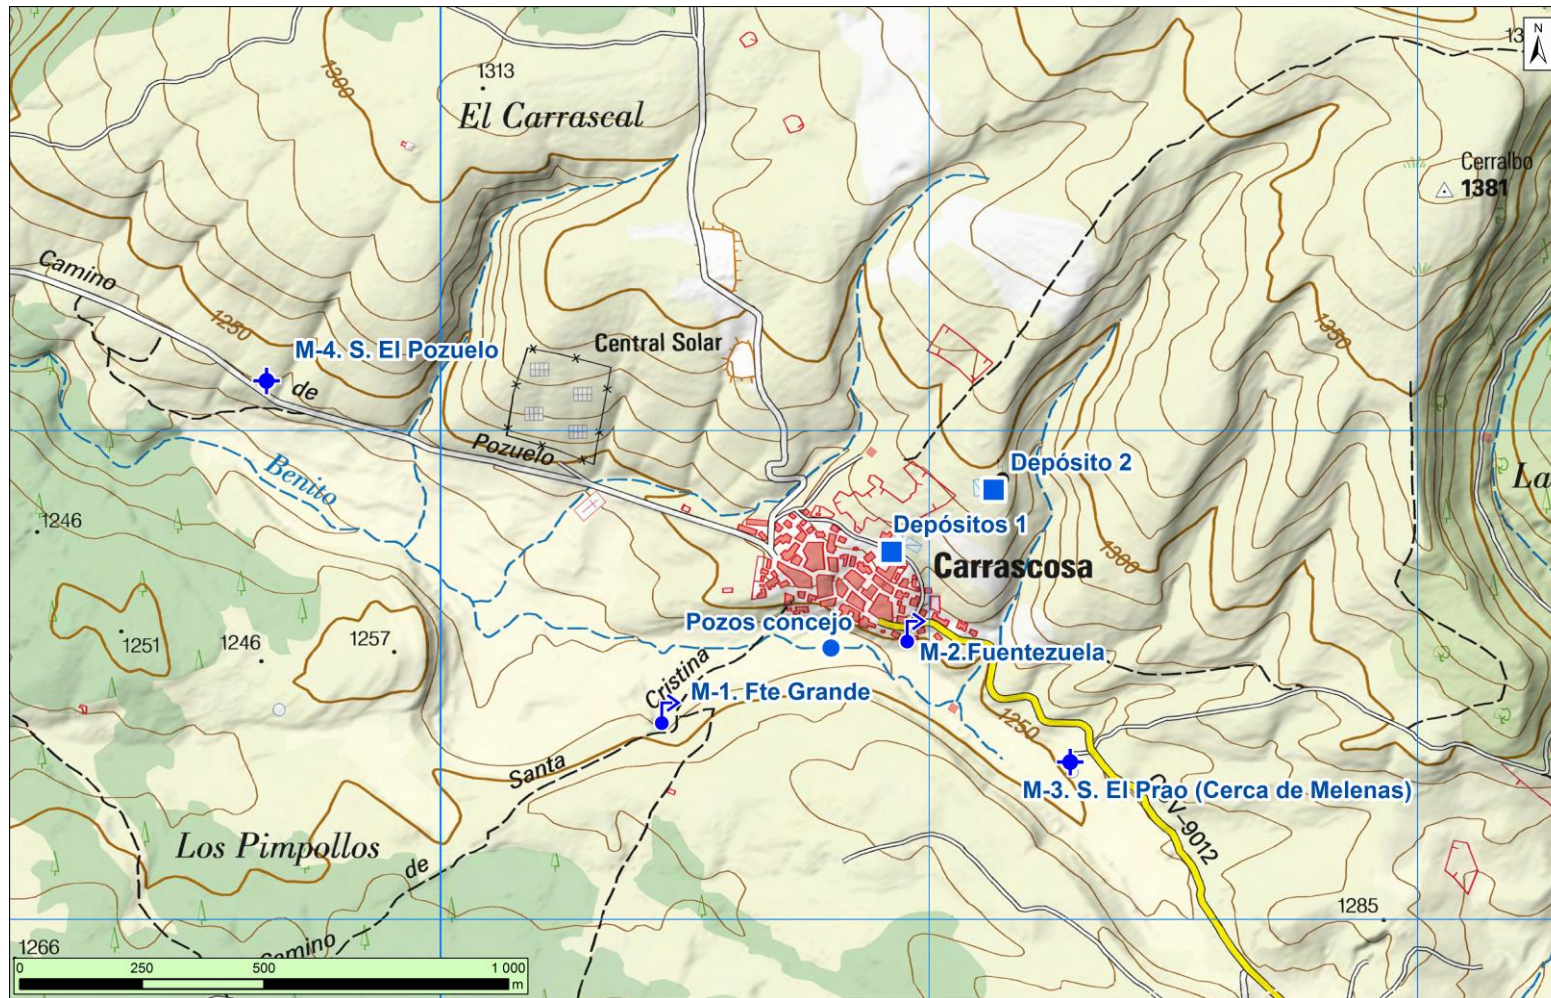 N
13
1313
1300
El Carrascal
Cerralbo
1381
Camino
1250
M-4. S. El Pozuelo
de
Central Solar
1350
Pozuelo
Benito
Depósito 2
La
1246
Depósitos 1
Carrascosa
1300
1251
1246
1257
Pozos concejo
M-2.Fuentezuela
Cristina
M-1. Fte Grande
1250
Santa
M-3. S. El Prao (Cerca de Melenas)
V-9012
Los Pimpollos
de
1285
1266
Camino
0 250 500 1 000
m